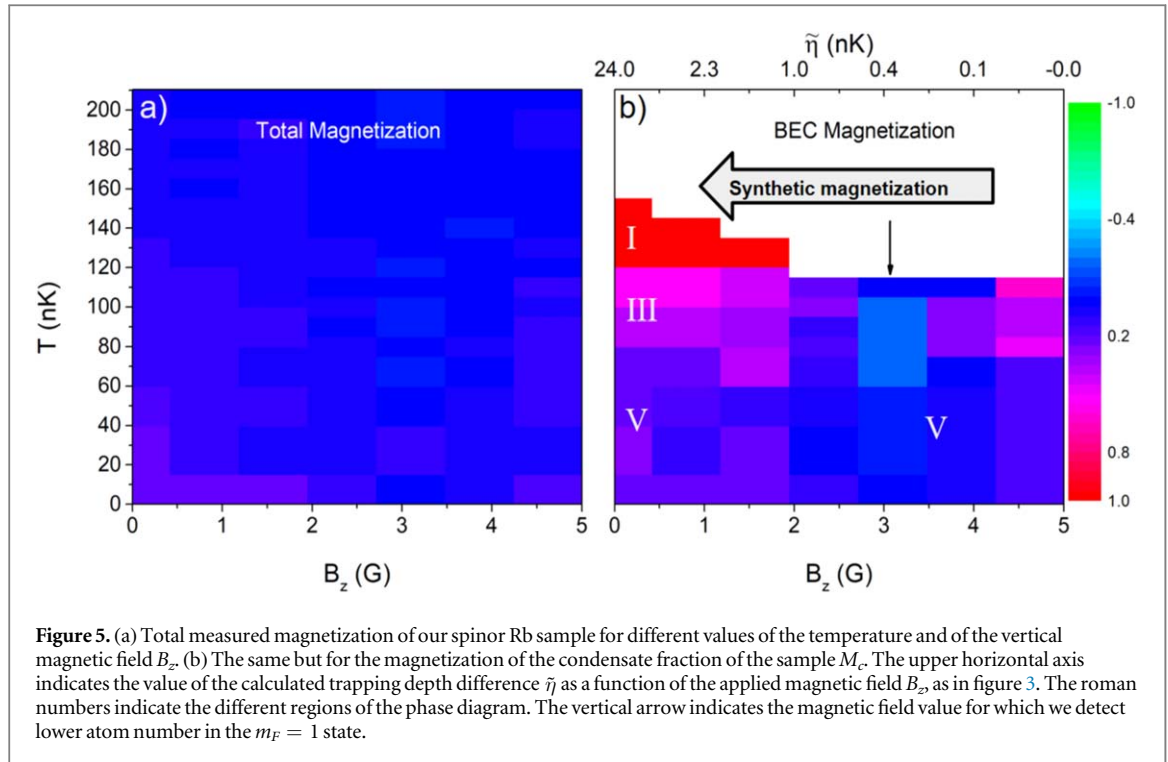 η̃ (nK)
24.0 2.3 1.0 0.4 0.1 -0.0
a) Total Magnetization
b) BEC Magnetization
Synthetic magnetization
I
III
V V
T (nK)
200
180
160
140
120
100
80
60
40
20
0
0 1 2 3 4 5
B_z (G)
0 1 2 3 4 5
B_z (G)
-1.0
-0.4
0.2
0.8
1.0
Figure 5. (a) Total measured magnetization of our spinor Rb sample for different values of the temperature and of the vertical
magnetic field B_z. (b) The same but for the magnetization of the condensate fraction of the sample M_c. The upper horizontal axis
indicates the value of the calculated trapping depth difference η̃ as a function of the applied magnetic field B_z, as in figure 3. The roman
numbers indicate the different regions of the phase diagram. The vertical arrow indicates the magnetic field value for which we detect
lower atom number in the m_F = 1 state.